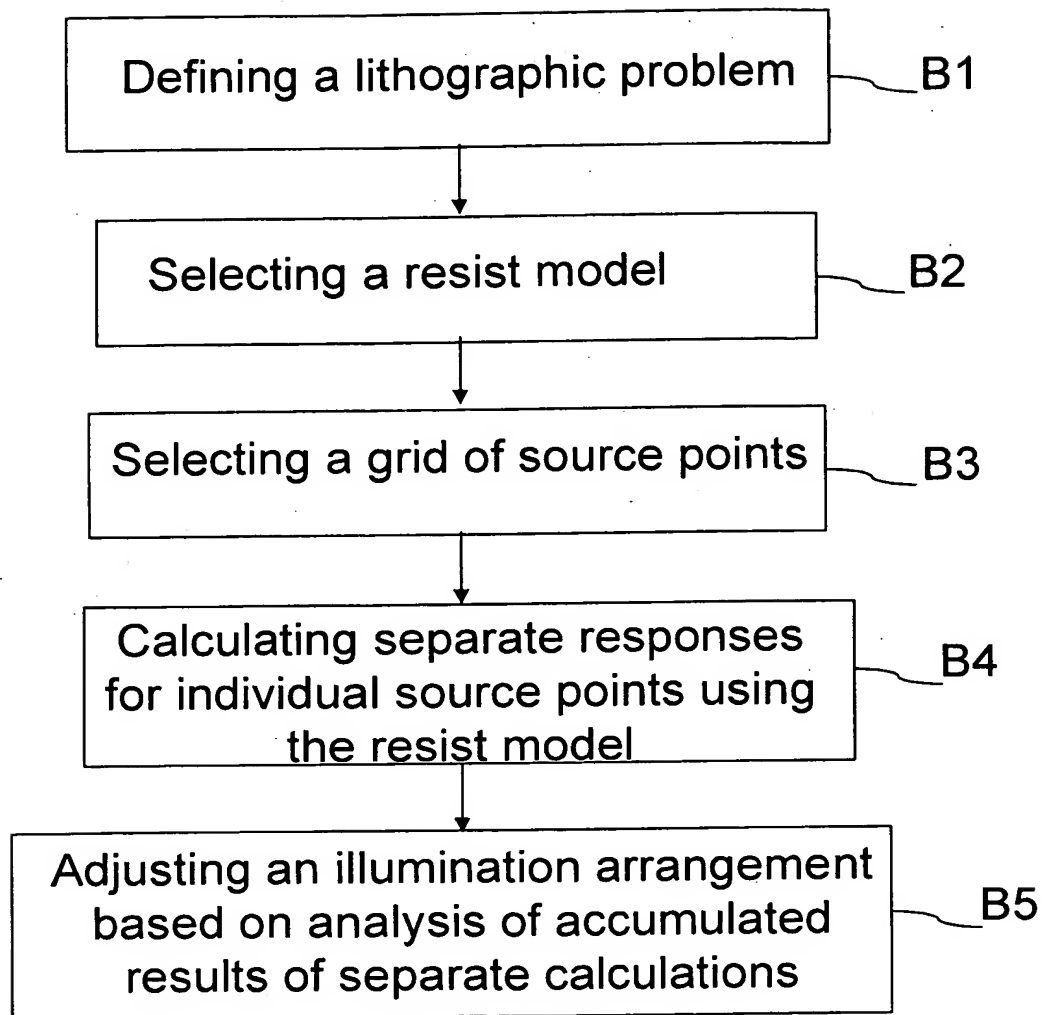 Defining a lithographic problem
B1
Selecting a resist model
B2
Selecting a grid of source points
B3
Calculating separate responses
for individual source points using
the resist model
B4
Adjusting an illumination arrangement
based on analysis of accumulated
results of separate calculations
B5